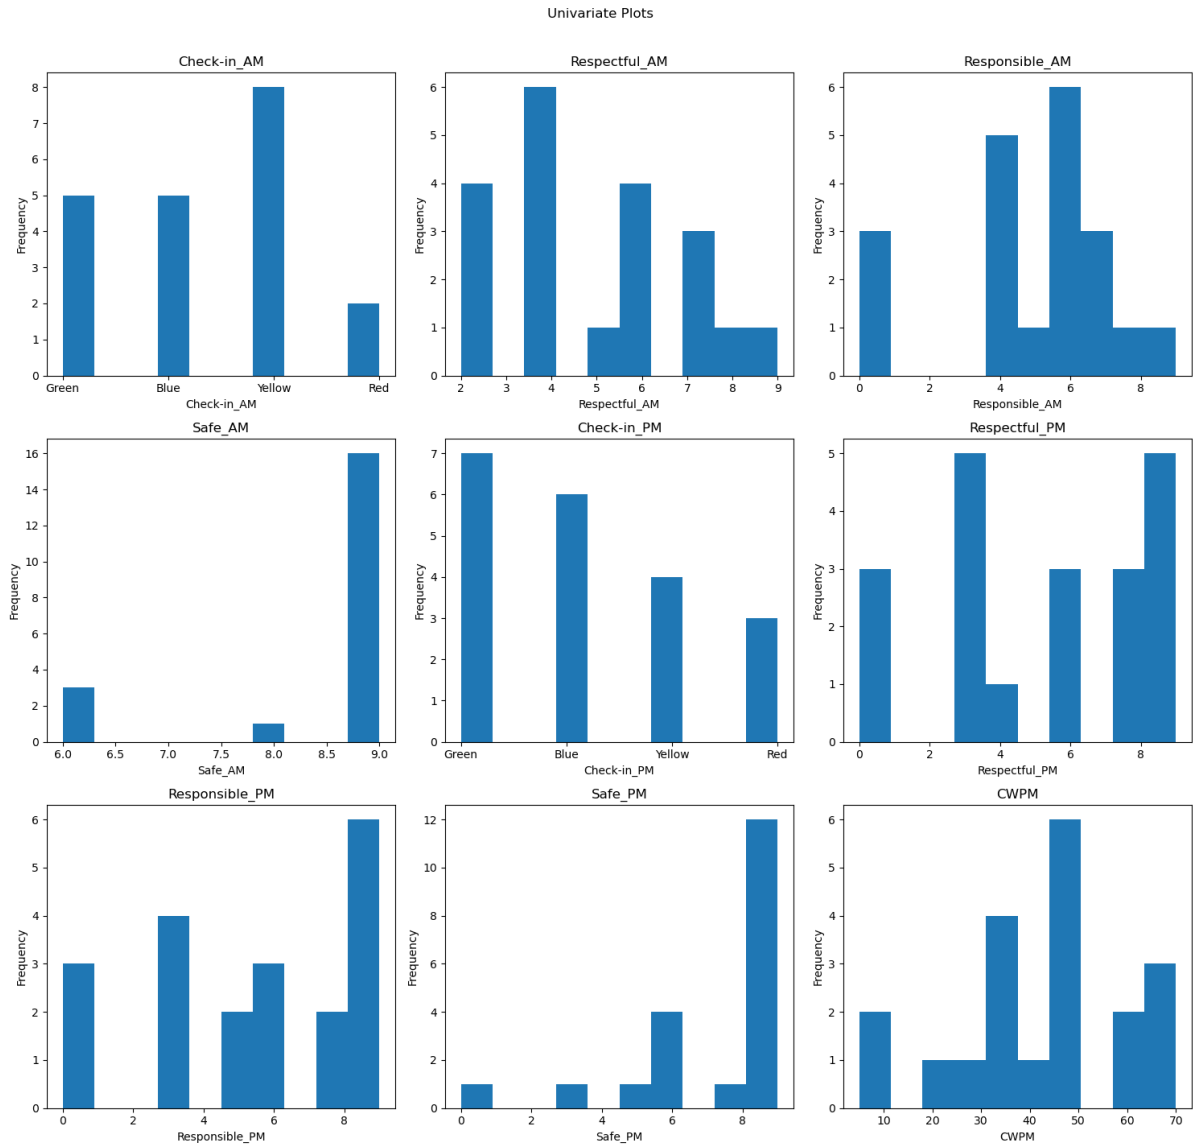 Univariate Plots
Check-in_AM
Respectful_AM
Responsible_AM
8
7
6
5
4
3
2
1
0
Frequency
Green Blue Yellow Red
Check-in_AM
6
5
4
3
2
1
0
Frequency
2 3 4 5 6 7 8 9
Respectful_AM
6
5
4
3
2
1
0
Frequency
0 2 4 6 8
Responsible_AM
Safe_AM
Check-in_PM
Respectful_PM
16
14
12
10
8
6
4
2
0
Frequency
6.0 6.5 7.0 7.5 8.0 8.5 9.0
Safe_AM
7
6
5
4
3
2
1
0
Frequency
Green Blue Yellow Red
Check-in_PM
5
4
3
2
1
0
Frequency
0 2 4 6 8
Respectful_PM
Responsible_PM
Safe_PM
CWPM
6
5
4
3
2
1
0
Frequency
0 2 4 6 8
Responsible_PM
12
10
8
6
4
2
0
Frequency
0 2 4 6 8
Safe_PM
6
5
4
3
2
1
0
Frequency
10 20 30 40 50 60 70
CWPM